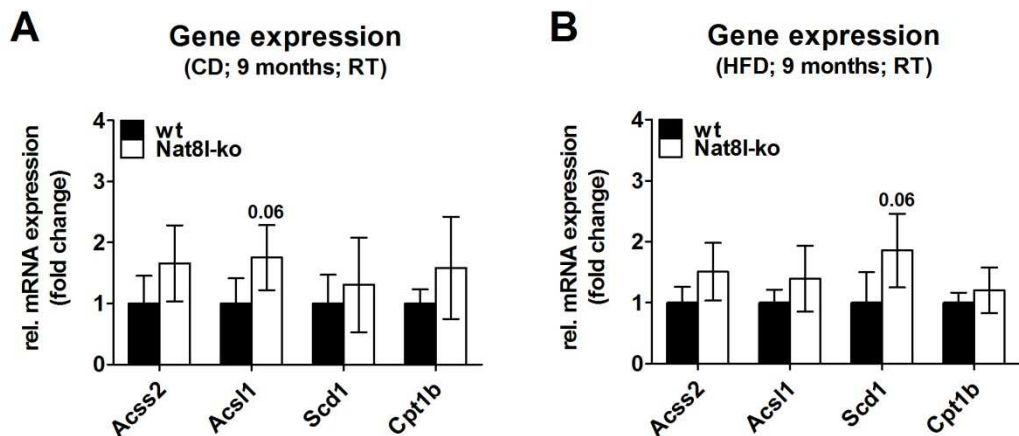 A
Gene expression
(CD; 9 months; RT)
rel. mRNA expression
(fold change)
4
3
2
1
0
wt
Nat8l-ko
0.06
Acss2
Acsl1
Scd1
Cpt1b
B
Gene expression
(HFD; 9 months; RT)
rel. mRNA expression
(fold change)
4
3
2
1
0
wt
Nat8l-ko
0.06
Acss2
Acsl1
Scd1
Cpt1b